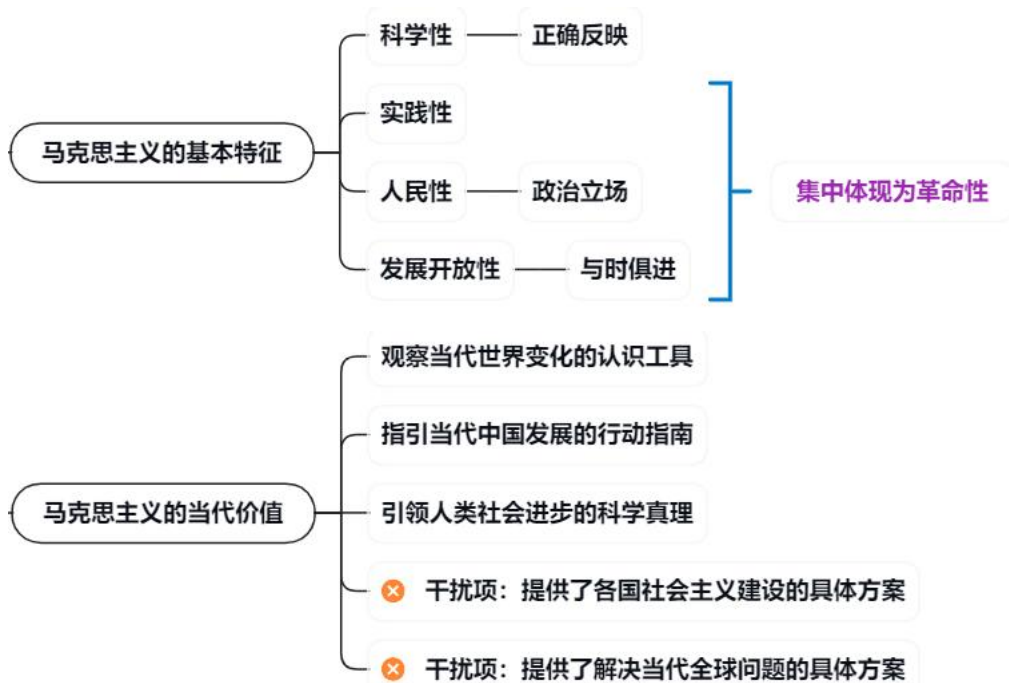 马克思主义的基本特征
科学性
正确反映
实践性
人民性
政治立场
发展开放性
与时俱进
集中体现为革命性
马克思主义的当代价值
观察当代世界变化的认识工具
指引当代中国发展的行动指南
引领人类社会进步的科学真理
干扰项：提供了各国社会主义建设的具体方案
干扰项：提供了解决当代全球问题的具体方案